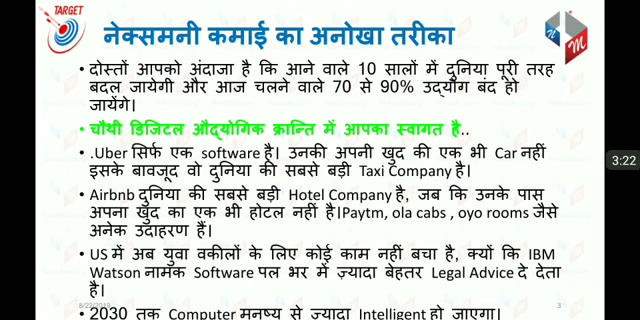 TARGET
नेक्समनी कमाई का अनोखा तरीका
• दोस्तों आपको अंदाजा है कि आने वाले 10 सालों में दुनिया पूरी तरह
बदल जायेगी और आज चलने वाले 70 से 90% उद्योग बंद हो
जायेंगे।
• चौथी डिजिटल औद्योगिक क्रान्ति में आपका स्वागत है..
• .Uber सिर्फ एक software है। उनकी अपनी खुद की एक भी Car नहीं
इसके बावजूद वो दुनिया की सबसे बड़ी Taxi Company है।
• Airbnb दुनिया की सबसे बड़ी Hotel Company है, जब कि उनके पास
अपना खुद का एक भी होटल नहीं है।Paytm, ola cabs , oyo rooms जैसे
अनेक उदाहरण हैं।
• US में अब युवा वकीलों के लिए कोई काम नहीं बचा है, क्यों कि IBM
Watson नामक Software पल भर में ज़्यादा बेहतर Legal Advice दे देता
है।
8/22/2019
3
• 2030 तक Computer मनुष्य से ज़्यादा Intelligent हो जाएगा।
3:22